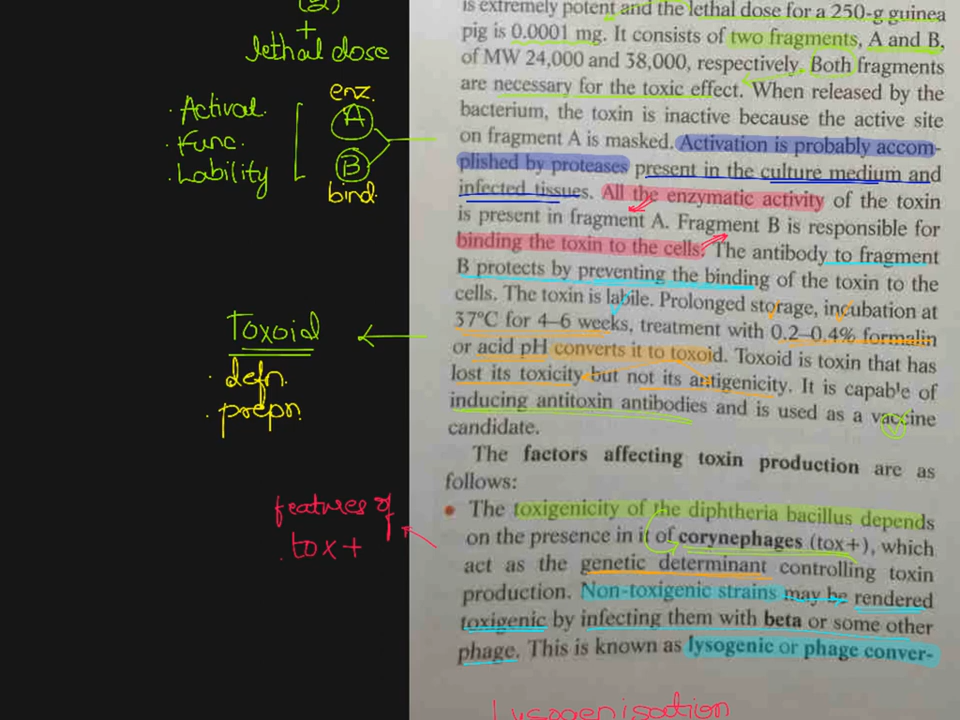 (2)
+
lethal dose
enz.
· Activat.
A
· Func.
· Lability
B
bind.
Toxoid
· defn.
· prepn.
features of
. tox +
is extremely potent and the lethal dose for a 250-g guinea
pig is 0.0001 mg. It consists of two fragments, A and B,
of MW 24,000 and 38,000, respectively. Both fragments
are necessary for the toxic effect. When released by the
bacterium, the toxin is inactive because the active site
on fragment A is masked. Activation is probably accom-
plished by proteases present in the culture medium and
infected tissues. All the enzymatic activity of the toxin
is present in fragment A. Fragment B is responsible for
binding the toxin to the cells. The antibody to fragment
B protects by preventing the binding of the toxin to the
cells. The toxin is labile. Prolonged storage, incubation at
37°C for 4–6 weeks, treatment with 0.2–0.4% formalin
or acid pH converts it to toxoid. Toxoid is toxin that has
lost its toxicity but not its antigenicity. It is capable of
inducing antitoxin antibodies and is used as a vaccine
candidate.
The factors affecting toxin production are as
follows:
• The toxigenicity of the diphtheria bacillus depends
on the presence in it of corynephages (tox+), which
act as the genetic determinant controlling toxin
production. Non-toxigenic strains may be rendered
toxigenic by infecting them with beta or some other
phage. This is known as lysogenic or phage conver-
Lysogenisation